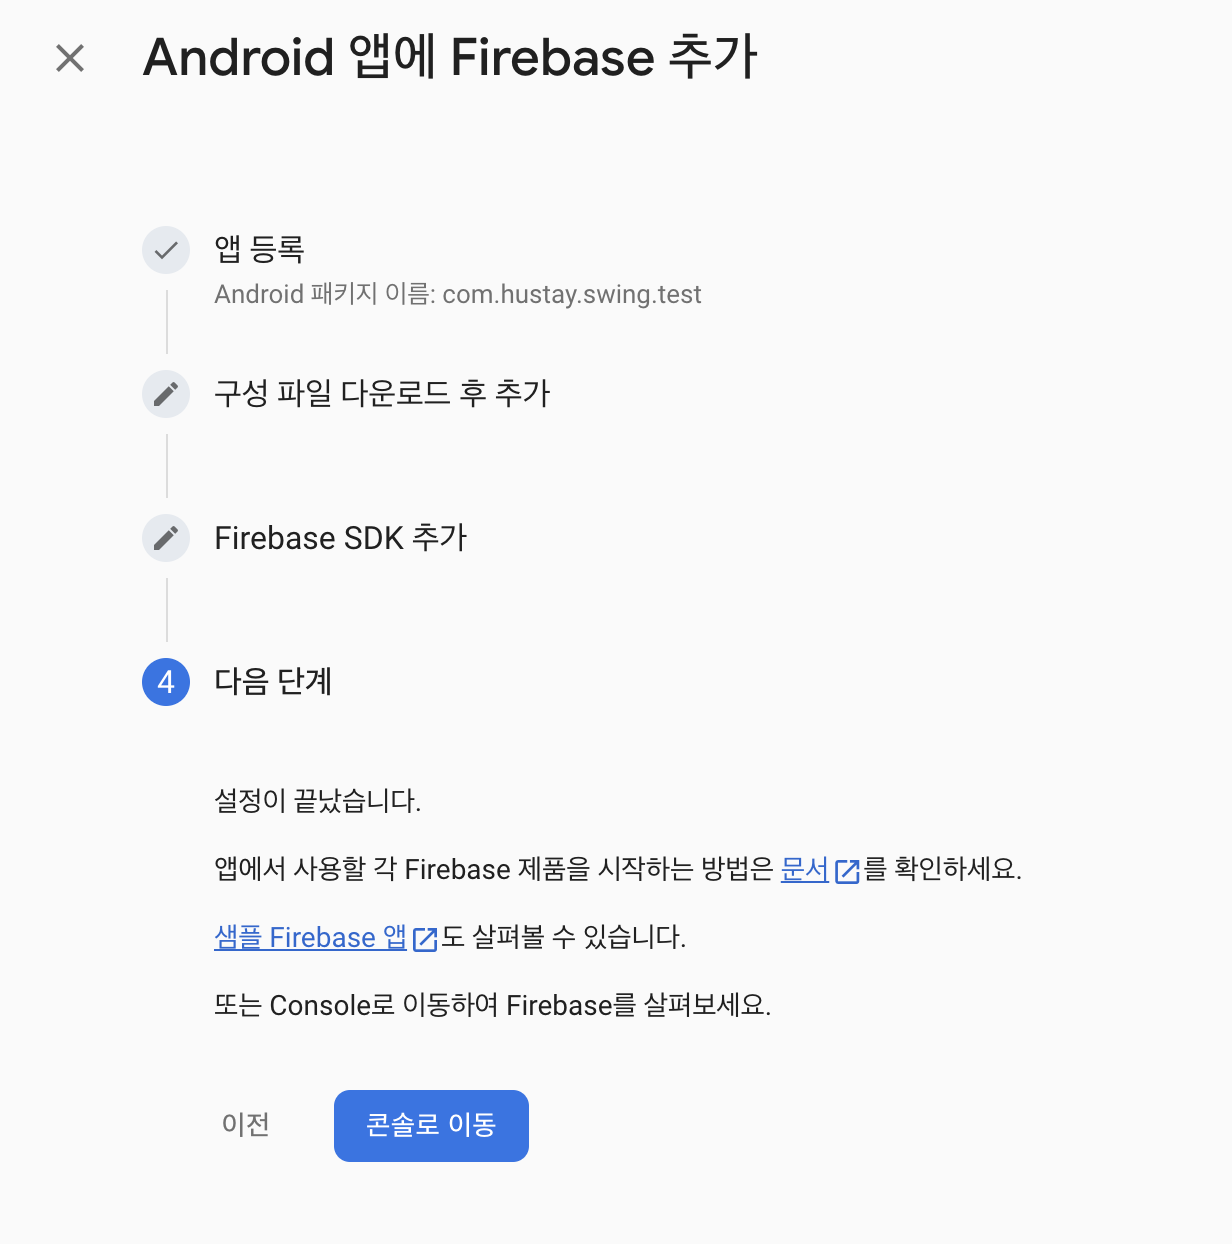 Android 앱에 Firebase 추가
앱 등록
Android 패키지 이름: com.hustay.swing.test
구성 파일 다운로드 후 추가
Firebase SDK 추가
4 다음 단계
설정이 끝났습니다.
앱에서 사용할 각 Firebase 제품을 시작하는 방법은 문서를 확인하세요.
샘플 Firebase 앱도 살펴볼 수 있습니다.
또는 Console로 이동하여 Firebase를 살펴보세요.
이전 콘솔로 이동